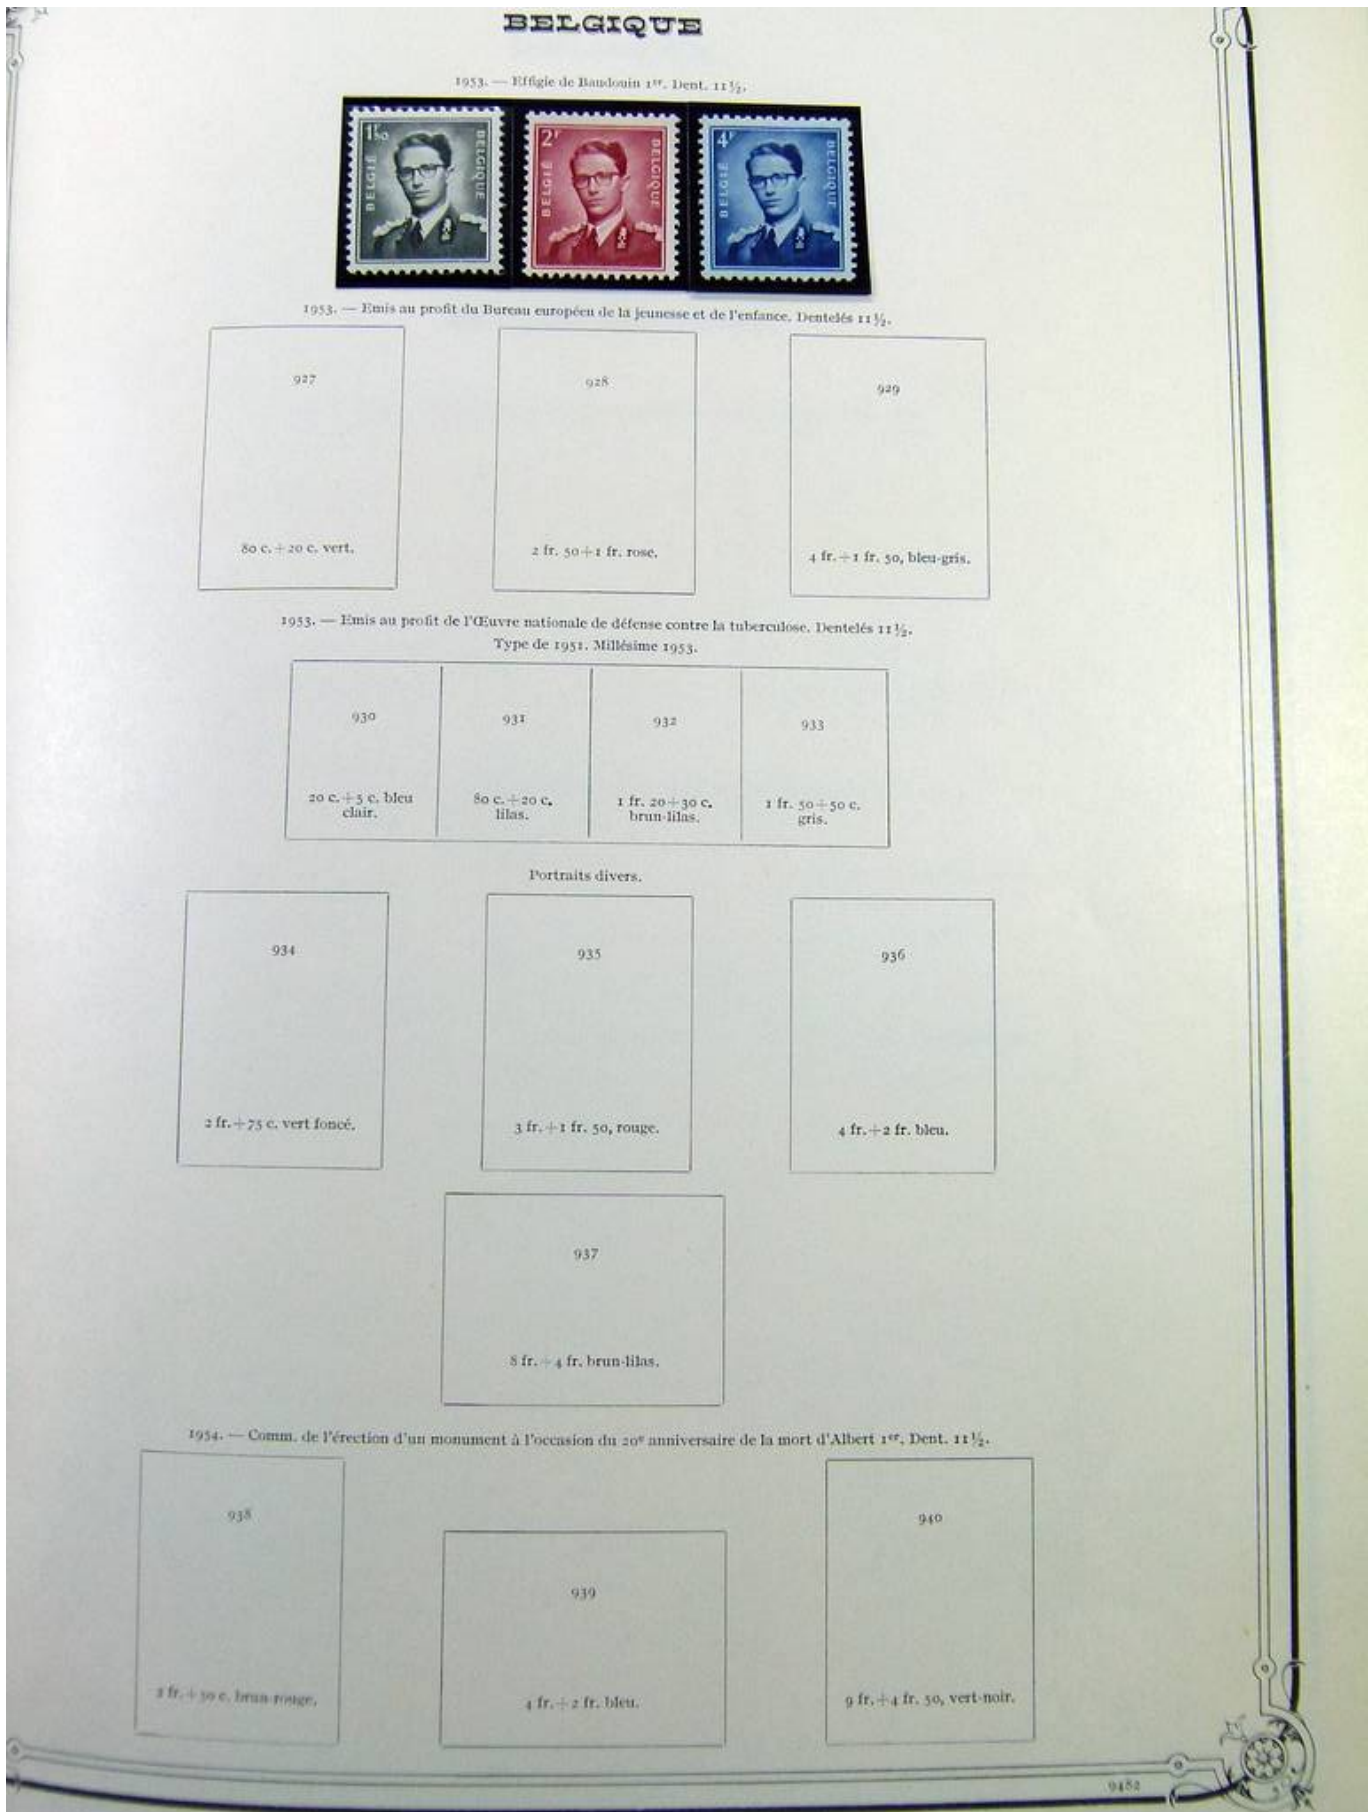 BELGIQUE
1953. — Effigie de Baudouin 1er. Dent. 11½.
1F50 BELGIË BELGIQUE
2F BELGIË BELGIQUE
4F BELGIË BELGIQUE
1953. — Emis au profit du Bureau européen de la jeunesse et de l'enfance. Dentelés 11½.
927 928 929
80 c.+20 c. vert. 2 fr. 50+1 fr. rose. 4 fr.+1 fr. 50, bleu-gris.
1953. — Emis au profit de l'Œuvre nationale de défense contre la tuberculose. Dentelés 11½.
Type de 1951. Millésime 1953.
930 931 932 933
20 c.+5 c. bleu 80 c.+20 c. 1 fr. 20+30 c. 1 fr. 50+50 c.
clair. lilas. brun-lilas. gris.
Portraits divers.
934 935 936
2 fr.+75 c. vert foncé. 3 fr.+1 fr. 50, rouge. 4 fr.+2 fr. bleu.
937
8 fr.+4 fr. brun-lilas.
1954. — Comm. de l'érection d'un monument à l'occasion du 20e anniversaire de la mort d'Albert 1er. Dent. 11½.
938 940
939
2 fr.+50 c. brun-rouge. 4 fr.+2 fr. bleu. 9 fr.+4 fr. 50, vert-noir.
9482